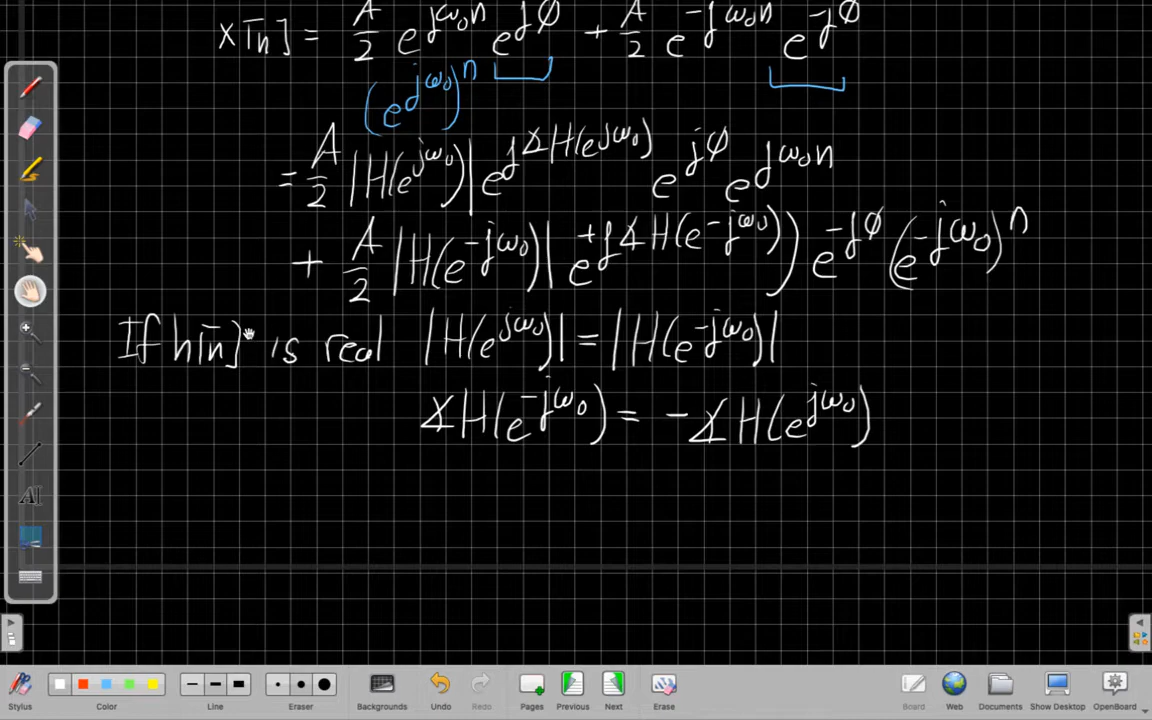 x[n] = A/2 e^{jω₀n} e^{jφ} + A/2 e^{-jω₀n} e^{-jφ}
(e^{jω₀})^n
= A/2 |H(e^{jω₀})| e^{j∡H(e^{jω₀})} e^{jφ} e^{jω₀n}
+ A/2 |H(e^{-jω₀})| e^{+j∡H(e^{-jω₀})}) e^{-jφ} (e^{-jω₀})^n
If h[n] is real |H(e^{jω₀})| = |H(e^{-jω₀})|
∡H(e^{-jω₀}) = -∡H(e^{jω₀})
Stylus Color Line Eraser Backgrounds Undo Redo Pages Previous Next Erase Board Web Documents Show Desktop OpenBoard